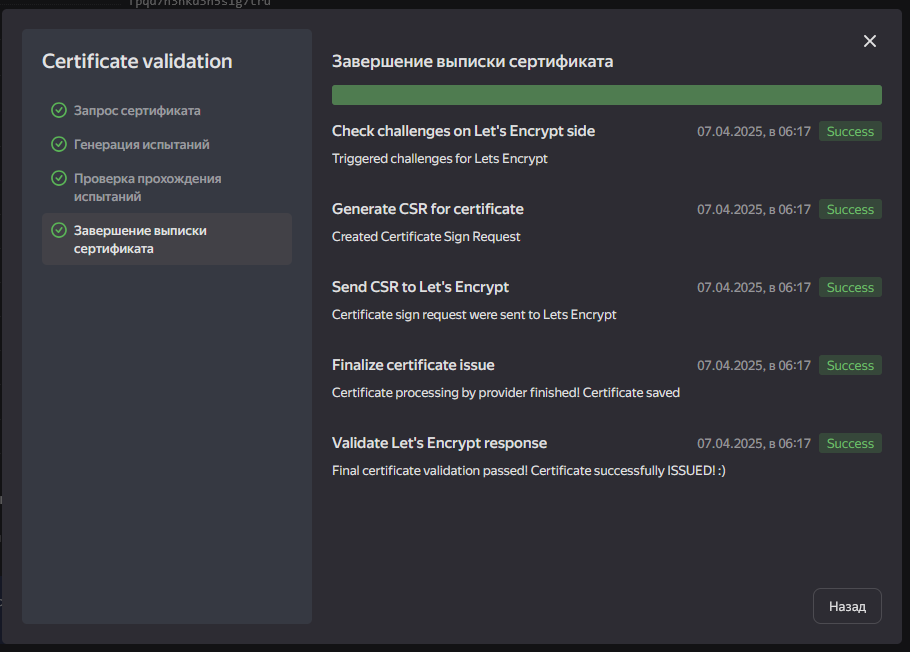 Certificate validation
Запрос сертификата
Генерация испытаний
Проверка прохождения
испытаний
Завершение выписки
сертификата
Завершение выписки сертификата
Check challenges on Let's Encrypt side 07.04.2025, в 06:17 Success
Triggered challenges for Lets Encrypt
Generate CSR for certificate 07.04.2025, в 06:17 Success
Created Certificate Sign Request
Send CSR to Let's Encrypt 07.04.2025, в 06:17 Success
Certificate sign request were sent to Lets Encrypt
Finalize certificate issue 07.04.2025, в 06:17 Success
Certificate processing by provider finished! Certificate saved
Validate Let's Encrypt response 07.04.2025, в 06:17 Success
Final certificate validation passed! Certificate successfully ISSUED! :)
Назад